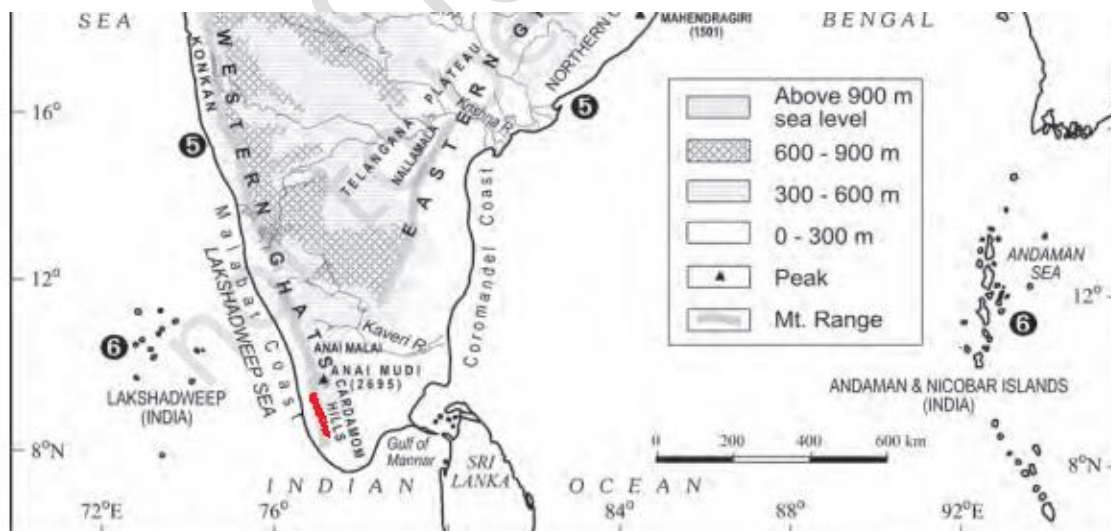 SEA
BENGAL
MAHENDRAGIRI
(1501)
WESTERN GHATS
KONKAN
PLATEAU
TELANGANA
NALLAMALA
Krishna R.
NORTHERN
EASTERN
16°
5
5
Above 900 m
sea level
600 - 900 m
300 - 600 m
0 - 300 m
Peak
Mt. Range
Coromandel Coast
Malabar Coast
LAKSHADWEEP SEA
ANDAMAN
SEA
12°
12°
6
6
Kaveri R.
ANAI MALAI
ANAI MUDI
(2695)
CARDAMOM
HILLS
LAKSHADWEEP
(INDIA)
ANDAMAN & NICOBAR ISLANDS
(INDIA)
0 200 400 600 km
8°N
8°N
Gulf of
Mannar
SRI
LANKA
INDIAN OCEAN
72°E
76°
84°
92°E